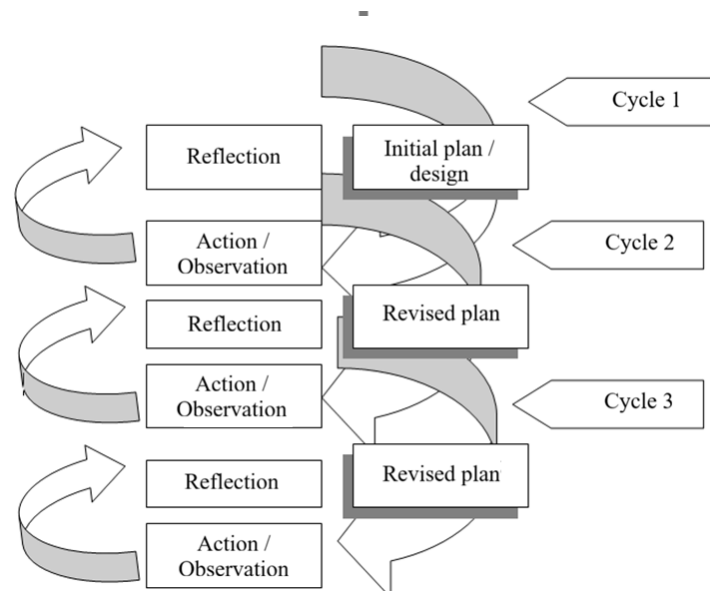 =
Cycle 1
Reflection
Initial plan /
design
Action /
Observation
Cycle 2
Reflection
Revised plan
Action /
Observation
Cycle 3
Reflection
Revised plan
Action /
Observation